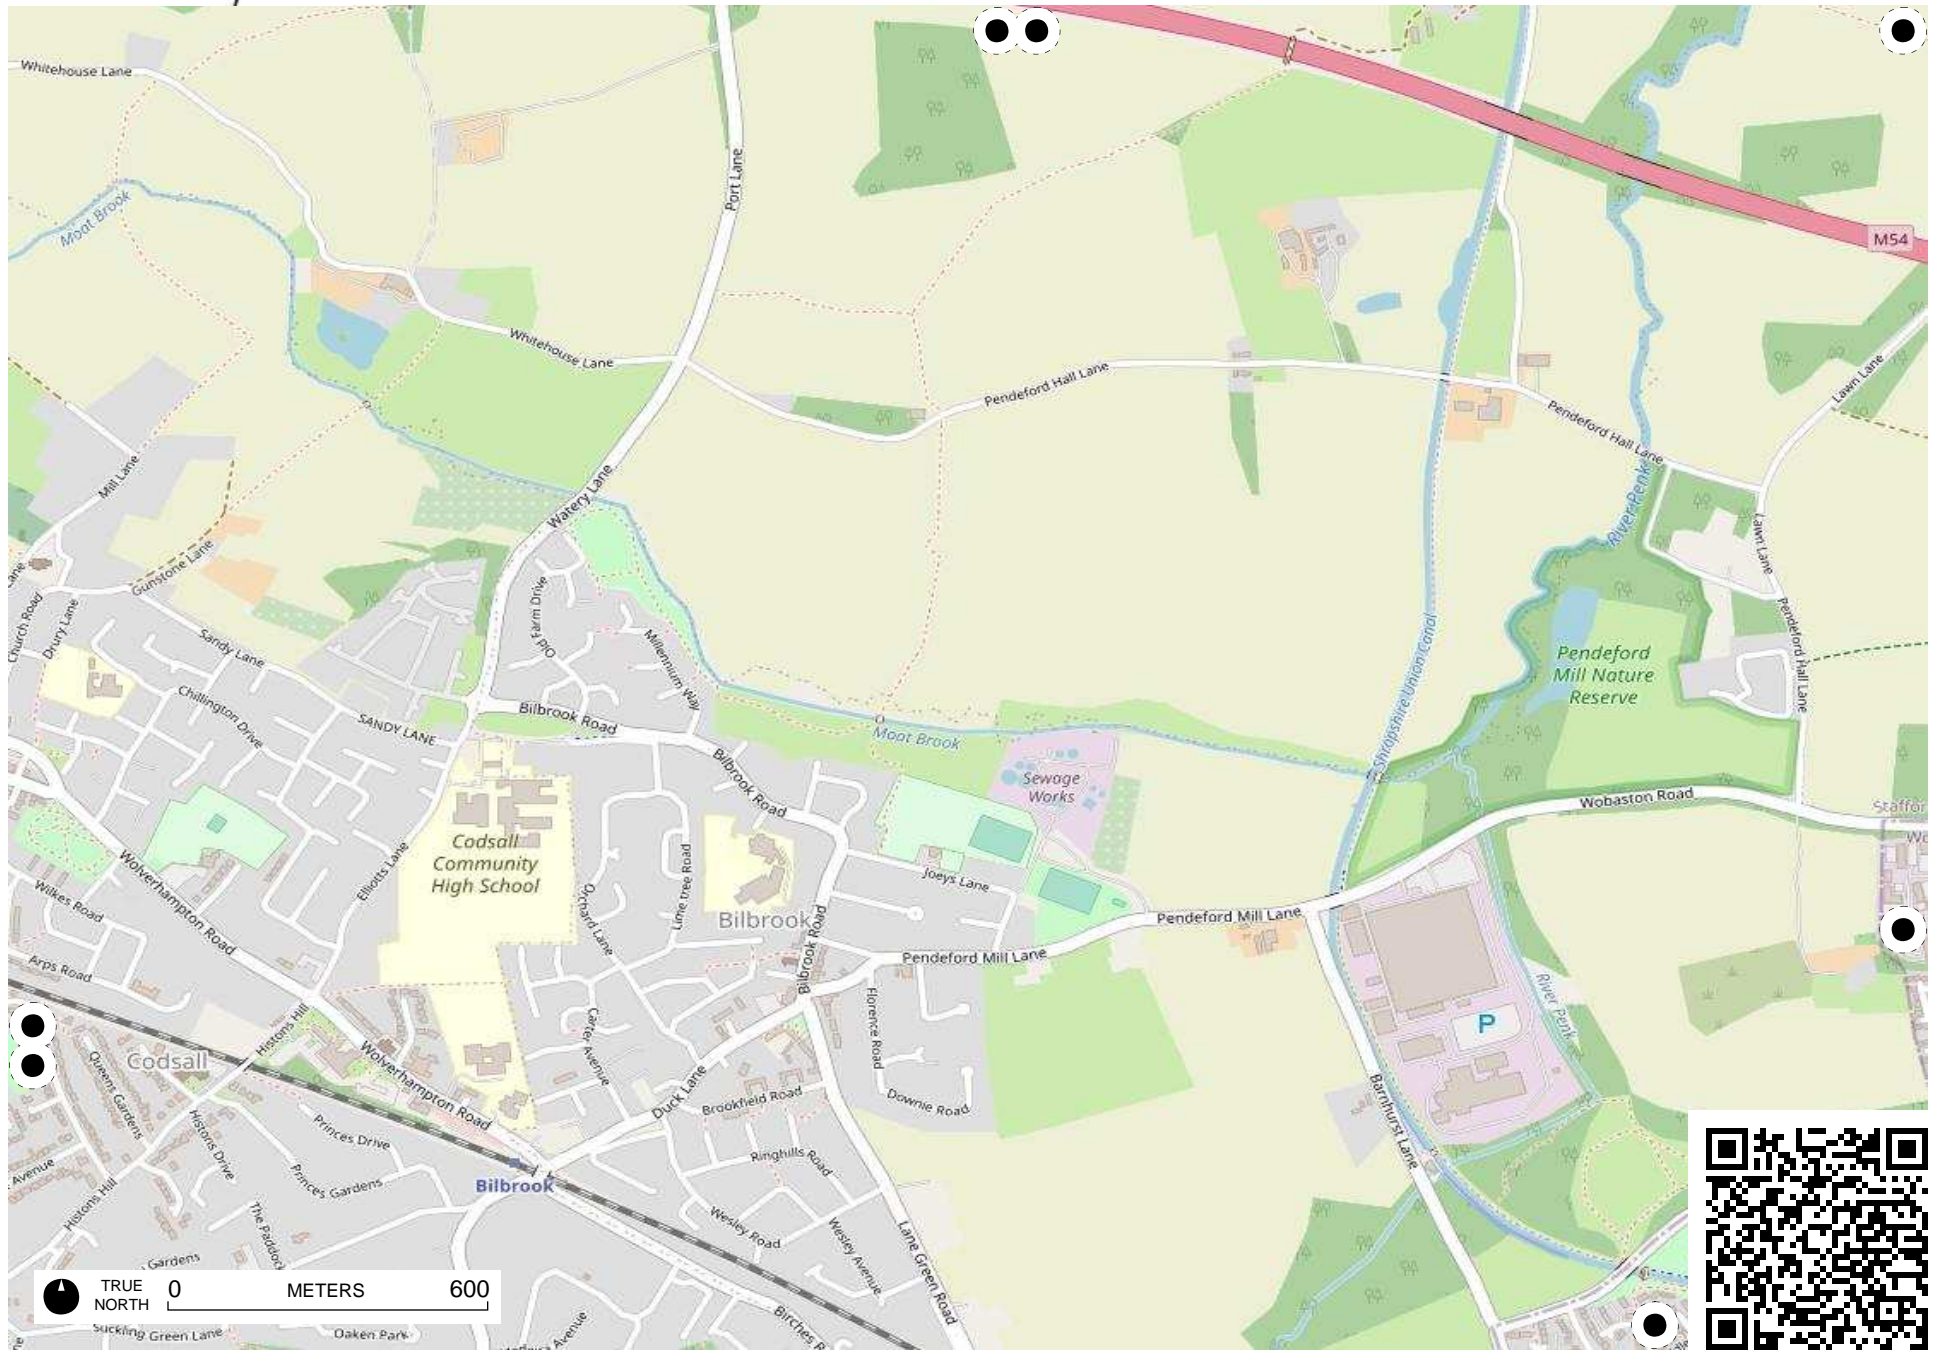 Whitehouse Lane
Port Lane
Moat Brook
M54
Whitehouse Lane
Pendeford Hall Lane
Lawn Lane
Pendeford Hall Lane
Mill Lane
Watery Lane
River Penk
Lawn Lane
Gunstone Lane
Lane
Church Road
Drury Lane
Sandy Lane
Old Farm Drive
Millennium Way
Shropshire Union Canal
Pendeford
Mill Nature
Reserve
Pendeford Hall Lane
Chillington Drive
SANDY LANE
Bilbrook Road
Moat Brook
Bilbrook Road
Sewage
Works
Wobaston Road
Staffor
Wo
Codsall
Community
High School
Elliotts Lane
Wolverhampton Road
Wilkes Road
Orchard Lane
Lime tree Road
Joeys Lane
Bilbrook
Bilbrook Road
Pendeford Mill Lane
Pendeford Mill Lane
Arps Road
River Penk
P
Florence Road
Carter Avenue
Histons Hill
Codsall
Queens Gardens
Wolverhampton Road
Duck Lane
Brookfield Road
Downie Road
Barnhurst Lane
Histons Drive
Princes Drive
Ringhills Road
Avenue
Princes Gardens
Bilbrook
Histons Hill
The Paddock
Wesley Road
Wesley Avenue
Lane Green Road
Gardens
TRUE
NORTH
0 METERS 600
Suckling Green Lane
Oaken Park
Avenue
Birches R